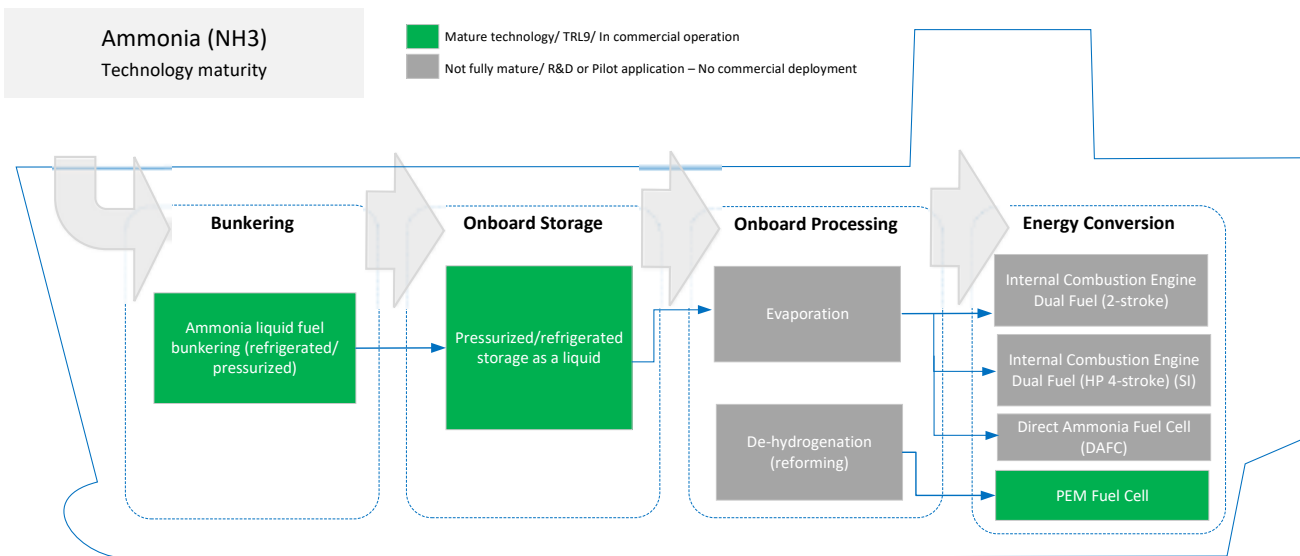 Ammonia (NH3)
Technology maturity
Mature technology/ TRL9/ In commercial operation
Not fully mature/ R&D or Pilot application – No commercial deployment
Bunkering
Ammonia liquid fuel
bunkering (refrigerated/
pressurized)
Onboard Storage
Pressurized/refrigerated
storage as a liquid
Onboard Processing
Evaporation
De-hydrogenation
(reforming)
Energy Conversion
Internal Combustion Engine
Dual Fuel (2-stroke)
Internal Combustion Engine
Dual Fuel (HP 4-stroke) (SI)
Direct Ammonia Fuel Cell
(DAFC)
PEM Fuel Cell